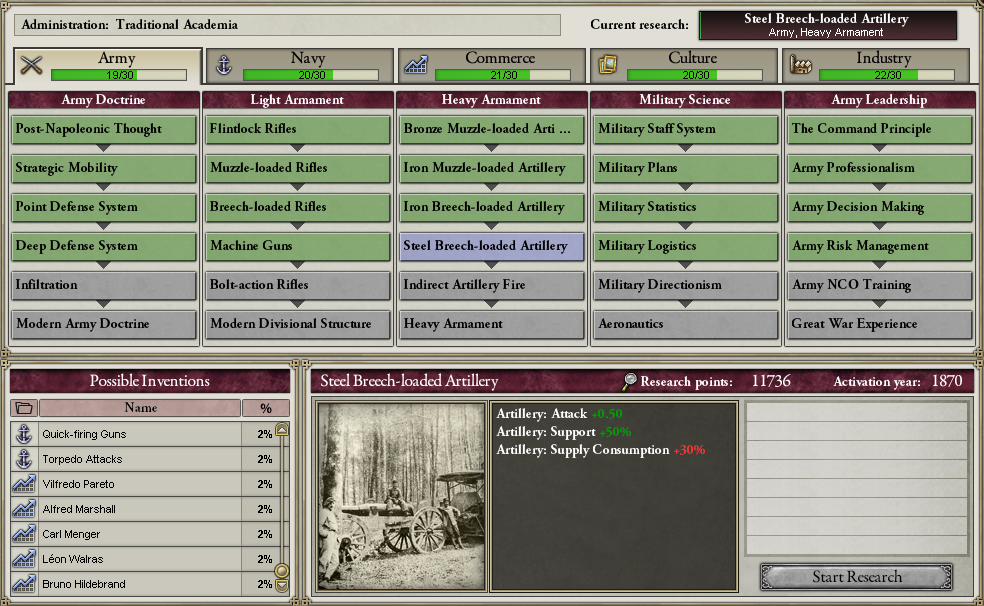 Administration: Traditional Academia
Current research:
Steel Breech-loaded Artillery
Army, Heavy Armament
Army
19/30
Navy
20/30
Commerce
21/30
Culture
20/30
Industry
22/30
Army Doctrine
Light Armament
Heavy Armament
Military Science
Army Leadership
Post-Napoleonic Thought
Flintlock Rifles
Bronze Muzzle-loaded Arti ...
Military Staff System
The Command Principle
Strategic Mobility
Muzzle-loaded Rifles
Iron Muzzle-loaded Artillery
Military Plans
Army Professionalism
Point Defense System
Breech-loaded Rifles
Iron Breech-loaded Artillery
Military Statistics
Army Decision Making
Deep Defense System
Machine Guns
Steel Breech-loaded Artillery
Military Logistics
Army Risk Management
Infiltration
Bolt-action Rifles
Indirect Artillery Fire
Military Directionism
Army NCO Training
Modern Army Doctrine
Modern Divisional Structure
Heavy Armament
Aeronautics
Great War Experience
Possible Inventions
Name %
Quick-firing Guns 2%
Torpedo Attacks 2%
Vilfredo Pareto 2%
Alfred Marshall 2%
Carl Menger 2%
Léon Walras 2%
Bruno Hildebrand 2%
Steel Breech-loaded Artillery
Research points: 11736
Activation year: 1870
Artillery: Attack +0.50
Artillery: Support +50%
Artillery: Supply Consumption +30%
Start Research